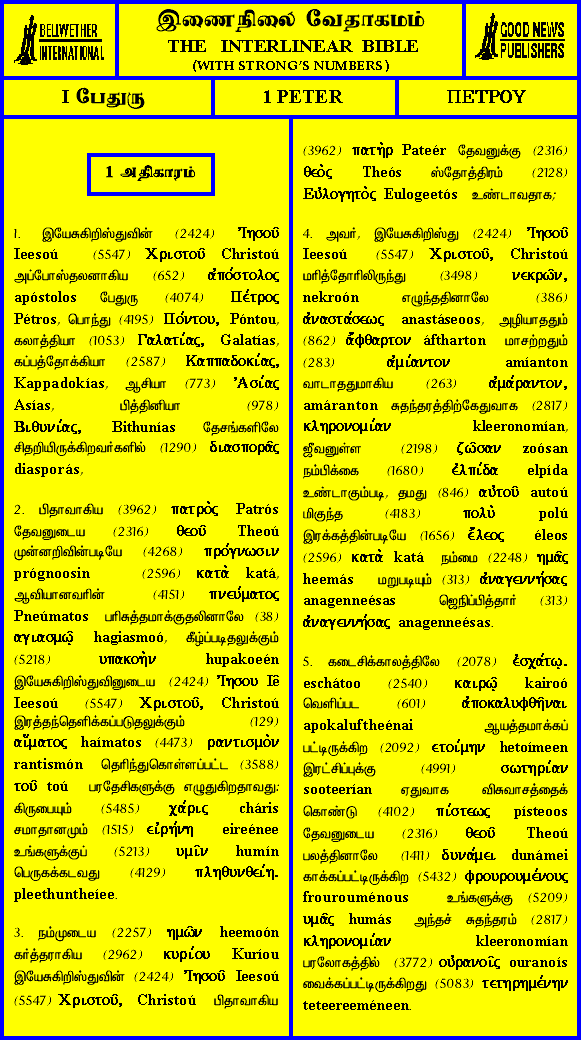 BELLWETHER
INTERNATIONAL
இணைநிலை வேதாகமம்
THE INTERLINEAR BIBLE
(WITH STRONG'S NUMBERS)
GOOD NEWS
PUBLISHERS
I பேதுரு
1 PETER
ΠΕΤΡΟΥ
1 அதிகாரம்
1. இயேசுகிறிஸ்துவின் (2424) Ἰησοῦ
Ieesoú (5547) Χριστοῦ Christoú
அப்போஸ்தலனாகிய (652) ἀπόστολος
apóstolos பேதுரு (4074) Πέτρος
Pétros, பொந்து (4195) Πόντου, Póntou,
கலாத்தியா (1053) Γαλατίας, Galatías,
கப்பத்தோக்கியா (2587) Καππαδοκίας,
Kappadokías, ஆசியா (773) Ἀσίας
Asías, பித்தினியா (978)
Βιθυνίας, Bithunías தேசங்களிலே
சிதறியிருக்கிறவர்களில் (1290) διασπορᾶς
diasporás,
2. பிதாவாகிய (3962) πατρὸς Patrós
தேவனுடைய (2316) θεοῦ Theoú
முன்னறிவின்படியே (4268) πρόγνωσιν
prógnoosin (2596) κατὰ katá,
ஆவியானவரின் (4151) πνεύματος
Pneúmatos பரிசுத்தமாக்குதலினாலே (38)
αγιασμῷ hagiasmoó, கீழ்ப்படிதலுக்கும்
(5218) υπακοὴν hupakoeén
இயேசுகிறிஸ்துவினுடைய (2424) Ἰησου Ιê
Ieesoú (5547) Χριστοῦ, Christoú
இரத்தந்தெளிக்கப்படுதலுக்கும் (129)
αἵματος haímatos (4473) ραντισμὸν
rantismón தெரிந்துகொள்ளப்பட்ட (3588)
τοῦ toú பரதேசிகளுக்கு எழுதுகிறதாவது:
கிருபையும் (5485) χάρις cháris
சமாதானமும் (1515) εἰρήνη eireénee
உங்களுக்குப் (5213) υμῖν humín
பெருகக்கடவது (4129) πληθυνθείη.
pleethuntheíee.
3. நம்முடைய (2257) ημῶν heemoón
கர்த்தராகிய (2962) κυρίου Kuríou
இயேசுகிறிஸ்துவின் (2424) Ἰησοῦ Ieesoú
(5547) Χριστοῦ, Christoú பிதாவாகிய
(3962) πατὴρ Pateér தேவனுக்கு (2316)
θεὸς Theós ஸ்தோத்திரம் (2128)
Εὐλογητὸς Eulogeetós உண்டாவதாக;
4. அவர், இயேசுகிறிஸ்து (2424) Ἰησοῦ
Ieesoú (5547) Χριστοῦ, Christoú
மரித்தோரிலிருந்து (3498) νεκρῶν,
nekroón எழுந்ததினாலே (386)
ἀναστάσεως anastáseoos, அழியாததும்
(862) ἄφθαρτον áftharton மாசற்றதும்
(283) ἀμίαντον amíanton
வாடாததுமாகிய (263) ἀμάραντον,
amáranton சுதந்தரத்திற்கேதுவாக (2817)
κληρονομίαν kleeronomían,
ஜீவனுள்ள (2198) ζῶσαν zoósan
நம்பிக்கை (1680) ἐλπίδα elpída
உண்டாகும்படி, தமது (846) αὐτοῦ autoú
மிகுந்த (4183) πολὺ polú
இரக்கத்தின்படியே (1656) ἔλεος éleos
(2596) κατὰ katá நம்மை (2248) ημᾶς
heemás மறுபடியும் (313) ἀναγεννήσας
anagenneésas ஜெநிப்பித்தார் (313)
ἀναγεννήσας anagenneésas.
5. கடைசிக்காலத்திலே (2078) ἐσχάτῳ.
eschátoo (2540) καιρῷ kairoó
வெளிப்பட (601) ἀποκαλυφθῆναι
apokaluftheénai ஆயத்தமாக்கப்
பட்டிருக்கிற (2092) ετοίμην hetoímeen
இரட்சிப்புக்கு (4991) σωτηρίαν
sooteerían ஏதுவாக விசுவாசத்தைக்
கொண்டு (4102) πίστεως písteoos
தேவனுடைய (2316) θεοῦ Theoú
பலத்தினாலே (1411) δυνάμει dunámei
காக்கப்பட்டிருக்கிற (5432) φρουρουμένους
frourouménous உங்களுக்கு (5209)
υμᾶς humás அந்தச் சுதந்தரம் (2817)
κληρονομίαν kleeronomían
பரலோகத்தில் (3772) οὐρανοῖς ouranoís
வைக்கப்பட்டிருக்கிறது (5083) τετηρημένην
teteereeméneen.